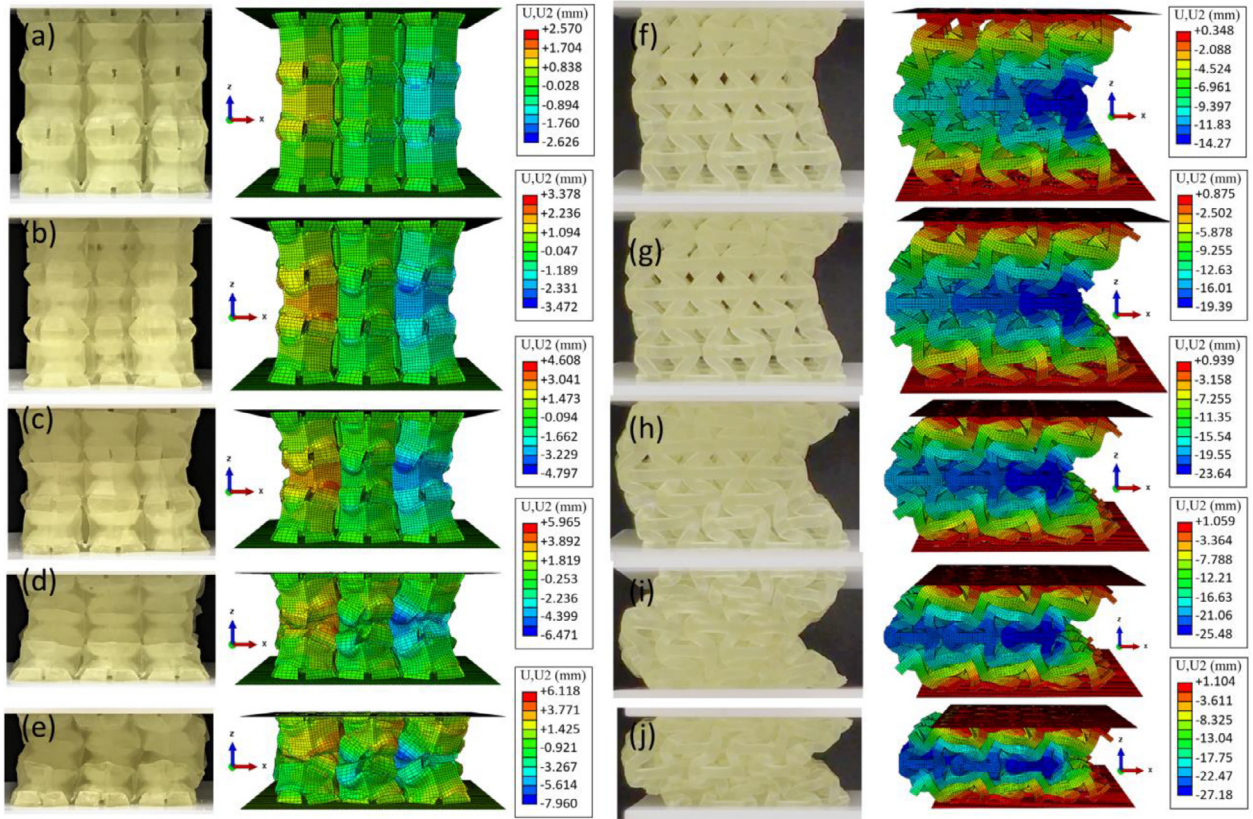 (a)
z
x
U,U2 (mm)
+2.570
+1.704
+0.838
-0.028
-0.894
-1.760
-2.626
(b)
z
x
U,U2 (mm)
+3.378
+2.236
+1.094
-0.047
-1.189
-2.331
-3.472
(c)
z
x
U,U2 (mm)
+4.608
+3.041
+1.473
-0.094
-1.662
-3.229
-4.797
(d)
z
x
U,U2 (mm)
+5.965
+3.892
+1.819
-0.253
-2.236
-4.399
-6.471
(e)
z
x
U,U2 (mm)
+6.118
+3.771
+1.425
-0.921
-3.267
-5.614
-7.960
(f)
z
x
U,U2 (mm)
+0.348
-2.088
-4.524
-6.961
-9.397
-11.83
-14.27
(g)
z
x
U,U2 (mm)
+0.875
-2.502
-5.878
-9.255
-12.63
-16.01
-19.39
(h)
z
x
U,U2 (mm)
+0.939
-3.158
-7.255
-11.35
-15.54
-19.55
-23.64
(i)
z
x
U,U2 (mm)
+1.059
-3.364
-7.788
-12.21
-16.63
-21.06
-25.48
(j)
z
x
U,U2 (mm)
+1.104
-3.611
-8.325
-13.04
-17.75
-22.47
-27.18